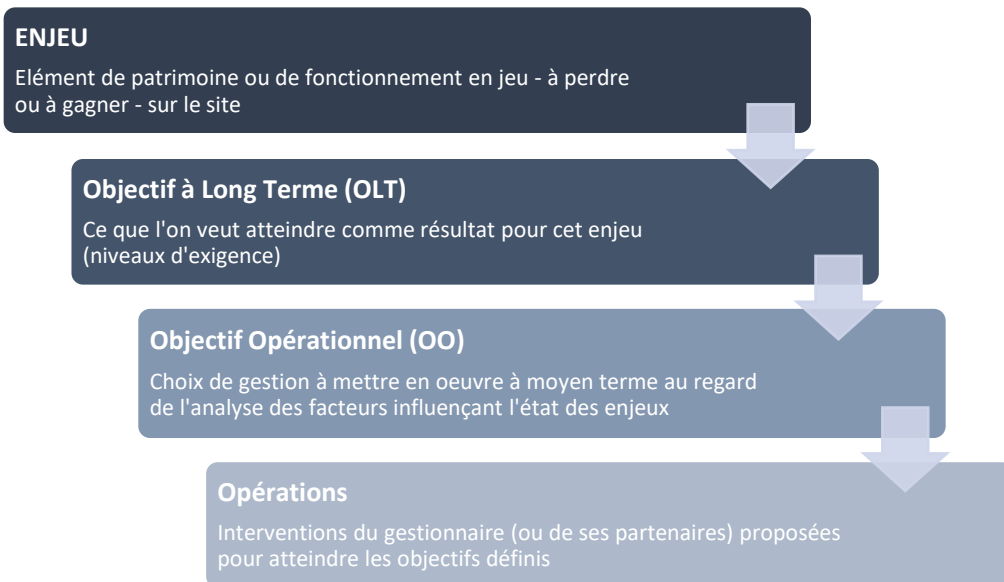 ENJEU
Elément de patrimoine ou de fonctionnement en jeu - à perdre
ou à gagner - sur le site
Objectif à Long Terme (OLT)
Ce que l'on veut atteindre comme résultat pour cet enjeu
(niveaux d'exigence)
Objectif Opérationnel (OO)
Choix de gestion à mettre en oeuvre à moyen terme au regard
de l'analyse des facteurs influençant l'état des enjeux
Opérations
Interventions du gestionnaire (ou de ses partenaires) proposées
pour atteindre les objectifs définis